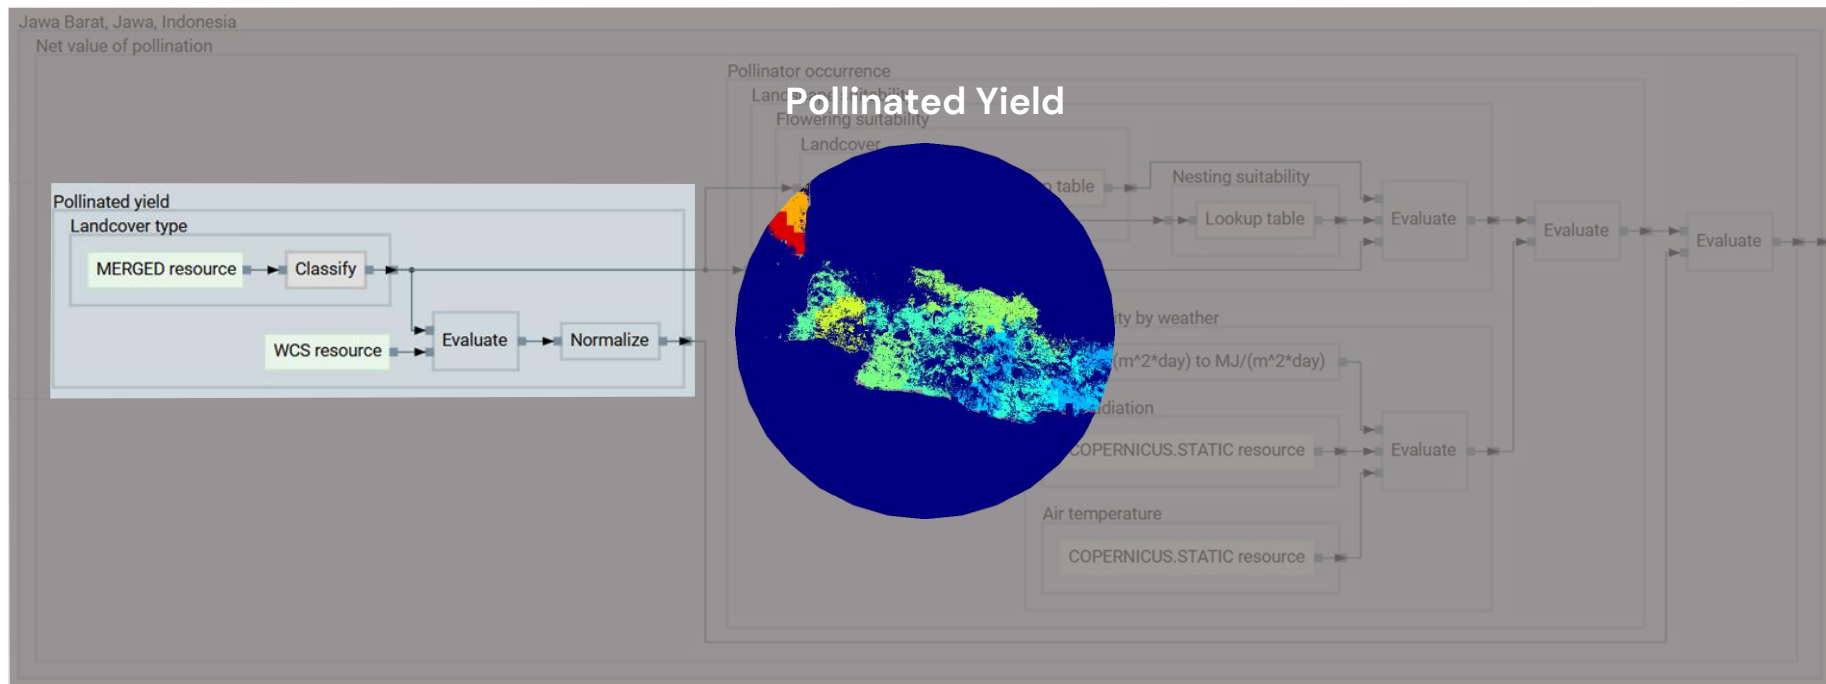 Jawa Barat, Jawa, Indonesia
Net value of pollination
Pollinator occurrence
Pollinated Yield
Flowering suitability
Landcover
table
Nesting suitability
Lookup table
Evaluate
Evaluate
Evaluate
Pollinated yield
Landcover type
MERGED resource
Classify
WCS resource
Evaluate
Normalize
by weather
(m^2*day) to MJ/(m^2*day)
COPERNICUS.STATIC resource
Evaluate
Air temperature
COPERNICUS.STATIC resource